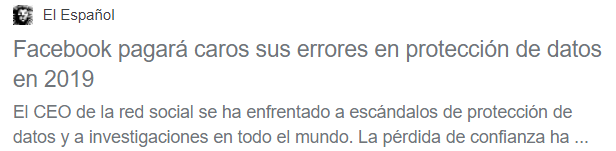 El Español
Facebook pagará caros sus errores en protección de datos
en 2019
El CEO de la red social se ha enfrentado a escándalos de protección de
datos y a investigaciones en todo el mundo. La pérdida de confianza ha ...